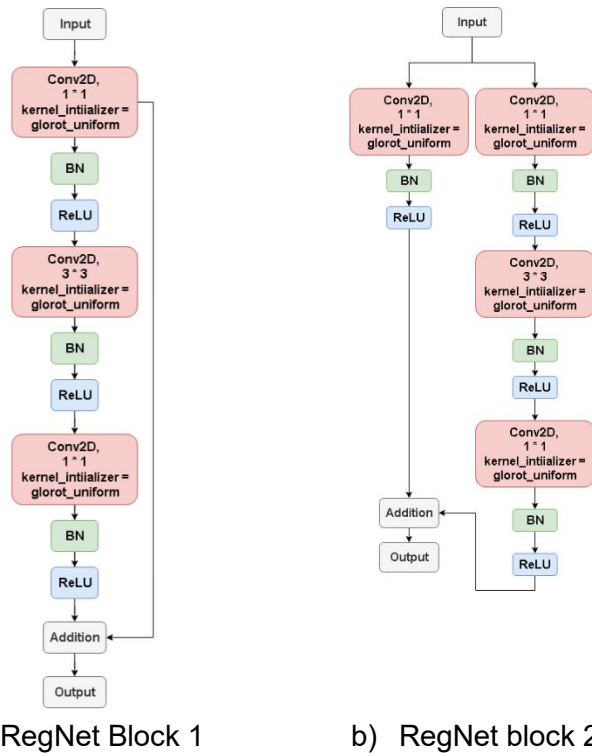 Input
Conv2D,
1 * 1
kernel_intiializer =
glorot_uniform
BN
ReLU
Conv2D,
3 * 3
kernel_intiializer =
glorot_uniform
BN
ReLU
Conv2D,
1 * 1
kernel_intiializer =
glorot_uniform
BN
ReLU
Addition
Output
RegNet Block 1
Input
Conv2D,
1 * 1
kernel_intiializer =
glorot_uniform
BN
ReLU
Conv2D,
1 * 1
kernel_intiializer =
glorot_uniform
BN
ReLU
Conv2D,
3 * 3
kernel_intiializer =
glorot_uniform
BN
ReLU
Conv2D,
1 * 1
kernel_intiializer =
glorot_uniform
BN
ReLU
Addition
Output
b) RegNet block 2